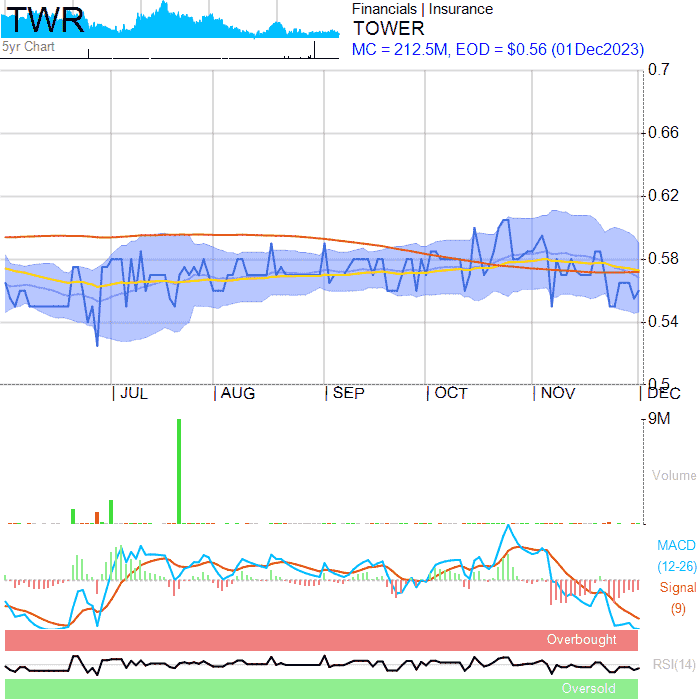 TWR
5yr Chart
Financials | Insurance
TOWER
MC = 212.5M, EOD = $0.56 (01Dec2023)
0.7
0.66
0.62
0.58
0.54
0.5
JUL AUG SEP OCT NOV DEC
9M
Volume
MACD
(12-26)
Signal
(9)
Overbought
RSI(14)
Oversold